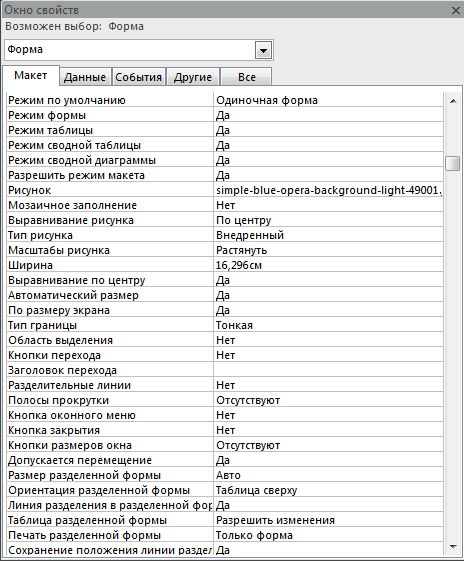 Окно свойств
Возможен выбор: Форма
Форма
Макет Данные События Другие Все
Режим по умолчанию Одиночная форма
Режим формы Да
Режим таблицы Да
Режим сводной таблицы Да
Режим сводной диаграммы Да
Разрешить режим макета Да
Рисунок simple-blue-opera-background-light-49001.
Мозаичное заполнение Нет
Выравнивание рисунка По центру
Тип рисунка Внедренный
Масштабы рисунка Растянуть
Ширина 16,296см
Выравнивание по центру Да
Автоматический размер Да
По размеру экрана Да
Тип границы Тонкая
Область выделения Нет
Кнопки перехода Нет
Заголовок перехода
Разделительные линии Нет
Полосы прокрутки Отсутствуют
Кнопка оконного меню Нет
Кнопка закрытия Нет
Кнопки размеров окна Отсутствуют
Допускается перемещение Да
Размер разделенной формы Авто
Ориентация разделенной формы Таблица сверху
Линия разделения в разделенной фор Да
Таблица разделенной формы Разрешить изменения
Печать разделенной формы Только форма
Сохранение положения линии раздел Да